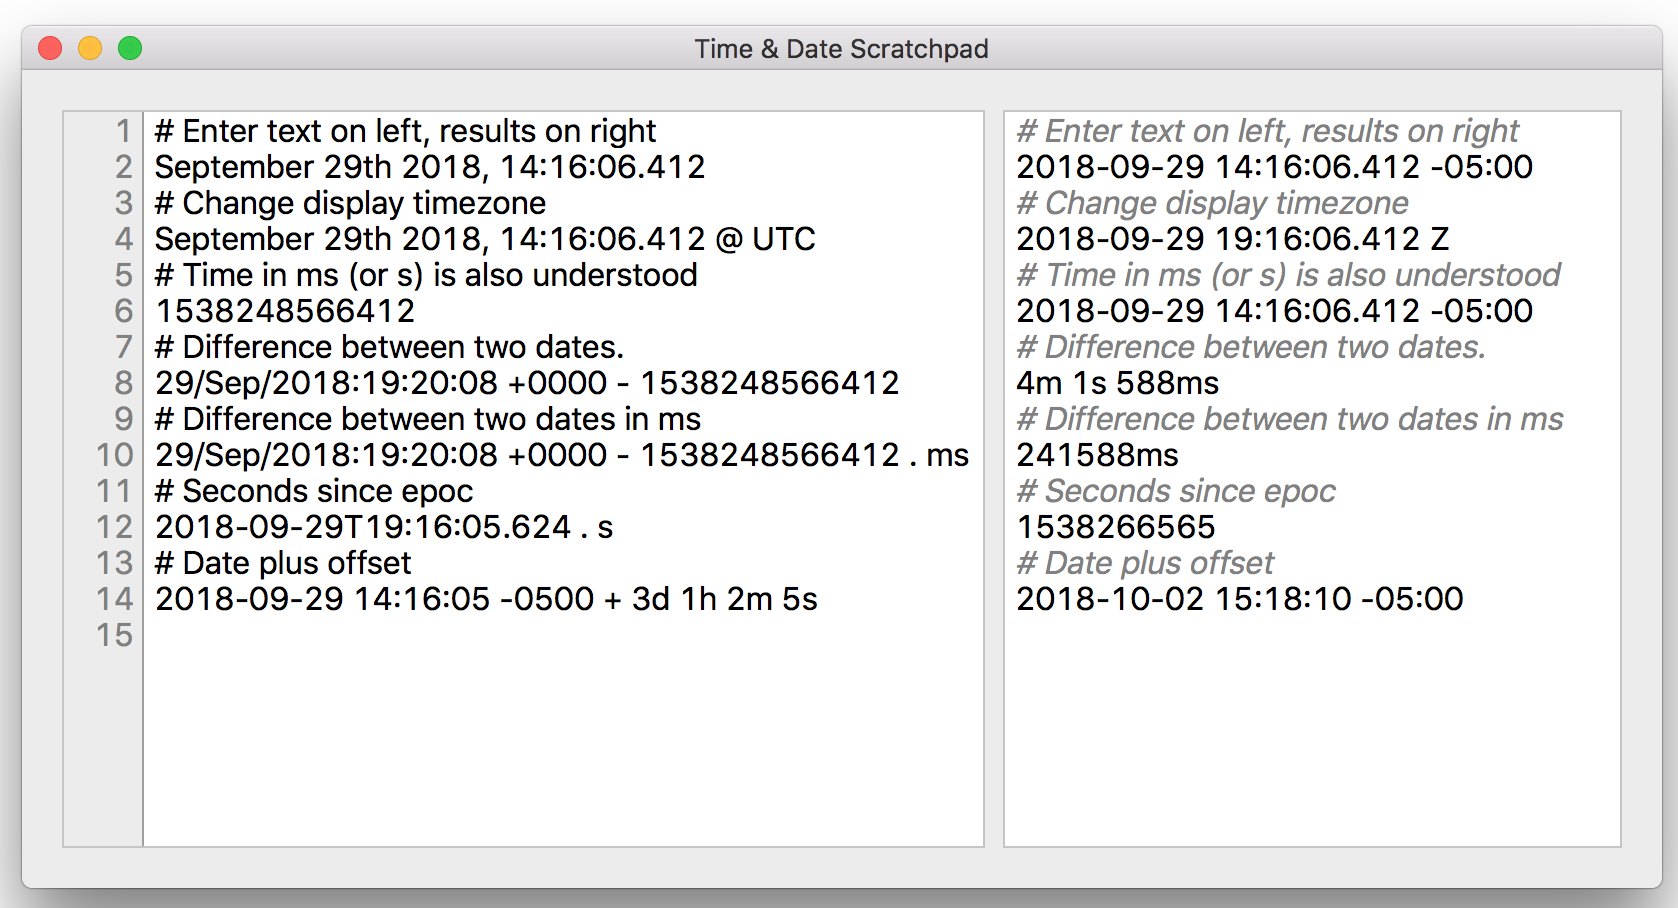 Time & Date Scratchpad
1 # Enter text on left, results on right
2 September 29th 2018, 14:16:06.412
3 # Change display timezone
4 September 29th 2018, 14:16:06.412 @ UTC
5 # Time in ms (or s) is also understood
6 1538248566412
7 # Difference between two dates.
8 29/Sep/2018:19:20:08 +0000 - 1538248566412
9 # Difference between two dates in ms
10 29/Sep/2018:19:20:08 +0000 - 1538248566412 . ms
11 # Seconds since epoc
12 2018-09-29T19:16:05.624 . s
13 # Date plus offset
14 2018-09-29 14:16:05 -0500 + 3d 1h 2m 5s
15
# Enter text on left, results on right
2018-09-29 14:16:06.412 -05:00
# Change display timezone
2018-09-29 19:16:06.412 Z
# Time in ms (or s) is also understood
2018-09-29 14:16:06.412 -05:00
# Difference between two dates.
4m 1s 588ms
# Difference between two dates in ms
241588ms
# Seconds since epoc
1538266565
# Date plus offset
2018-10-02 15:18:10 -05:00